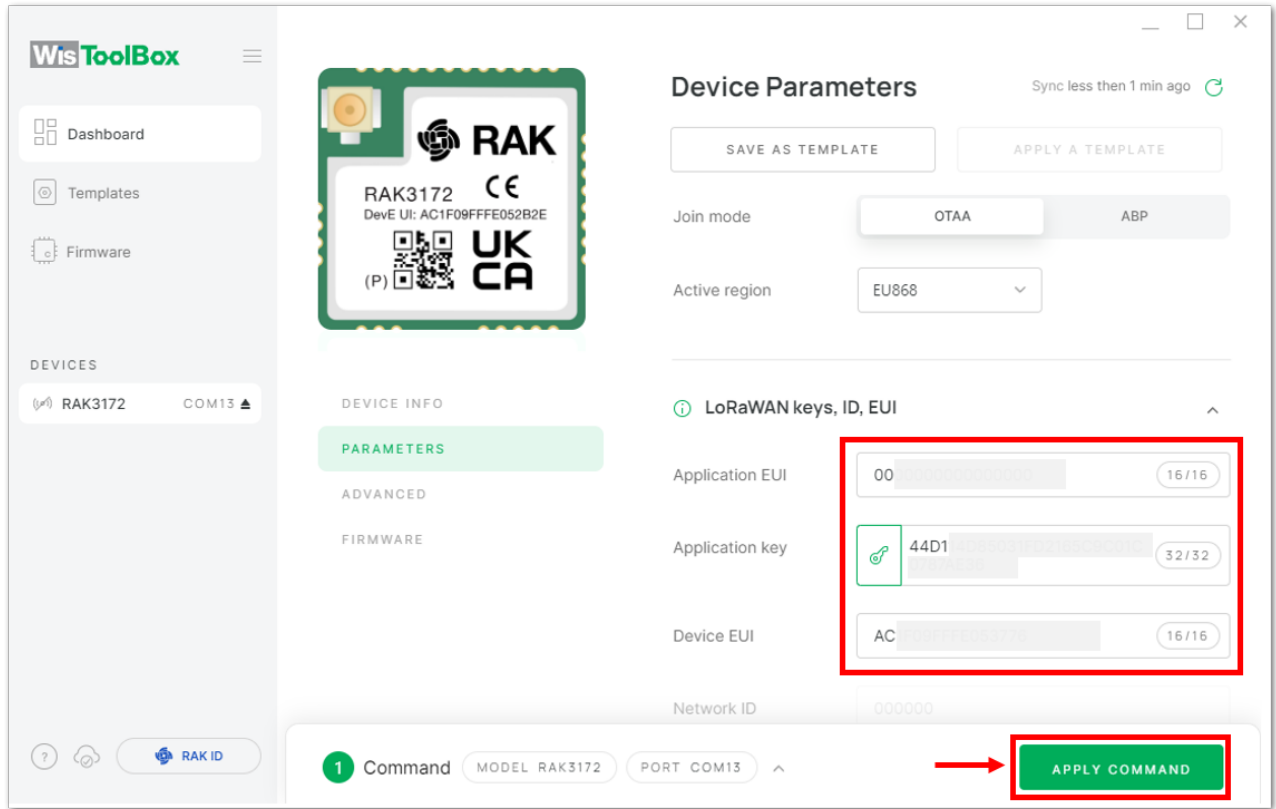 WisToolBox
Dashboard
Templates
Firmware
DEVICES
RAK3172 COM13
RAK ID
RAK
RAK3172 CE
DevE UI: AC1F09FFFE052B2E
(P) UK
CA
DEVICE INFO
PARAMETERS
ADVANCED
FIRMWARE
Device Parameters
Sync less then 1 min ago
SAVE AS TEMPLATE
APPLY A TEMPLATE
Join mode OTAA ABP
Active region EU868
LoRaWAN keys, ID, EUI
Application EUI 00 16/16
Application key 44D1 32/32
Device EUI AC 16/16
Network ID 000000
1 Command MODEL RAK3172 PORT COM13
APPLY COMMAND